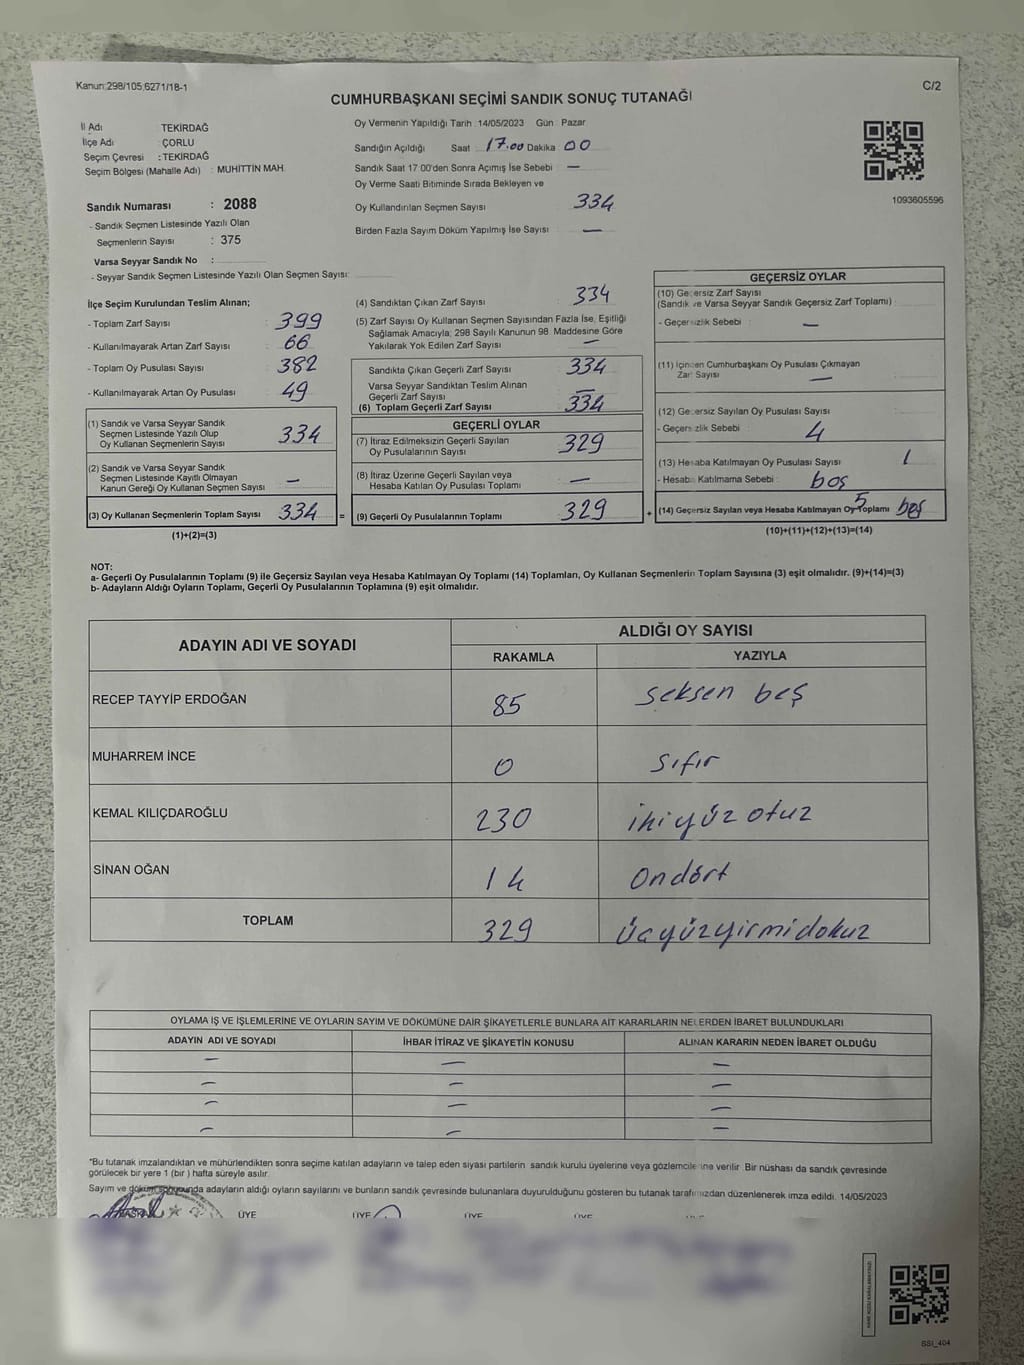 Kanun:298/105;6271/18-1
C/2
CUMHURBAŞKANI SEÇİMİ SANDIK SONUÇ TUTANAĞI
İl Adı TEKİRDAĞ
İlçe Adı : ÇORLU
Seçim Çevresi : TEKİRDAĞ
Seçim Bölgesi (Mahalle Adı) : MUHİTTİN MAH
Sandık Numarası : 2088
- Sandık Seçmen Listesinde Yazılı Olan
Seçmenlerin Sayısı : 375
Varsa Seyyar Sandık No :
- Seyyar Sandık Seçmen Listesinde Yazılı Olan Seçmen Sayısı:
Oy Vermenin Yapıldığı Tarih :14/05/2023 Gün : Pazar
Sandığın Açıldığı Saat 17.00 Dakika 00
Sandık Saat 17:00'den Sonra Açımış İse Sebebi —
Oy Verme Saati Bitiminde Sırada Bekleyen ve
Oy Kullandırılan Seçmen Sayısı 334
Birden Fazla Sayım Döküm Yapılmış İse Sayısı —
1093605596
İlçe Seçim Kurulundan Teslim Alınan;
- Toplam Zarf Sayısı : 399
- Kullanılmayarak Artan Zarf Sayısı : 66
- Toplam Oy Pusulası Sayısı : 382
- Kullanılmayarak Artan Oy Pusulası : 49
(1) Sandık ve Varsa Seyyar Sandık
Seçmen Listesinde Yazılı Olup
Oy Kullanan Seçmenlerin Sayısı 334
(2) Sandık ve Varsa Seyyar Sandık
Seçmen Listesinde Kayıtlı Olmayan
Kanun Gereği Oy Kullanan Seçmen Sayısı —
(3) Oy Kullanan Seçmenlerin Toplam Sayısı 334 =
(1)+(2)=(3)
(4) Sandıktan Çıkan Zarf Sayısı 334
(5) Zarf Sayısı Oy Kullanan Seçmen Sayısından Fazla İse, Eşitliği
Sağlamak Amacıyla, 298 Sayılı Kanunun 98. Maddesine Göre
Yakılarak Yok Edilen Zarf Sayısı —
Sandıkta Çıkan Geçerli Zarf Sayısı 334
Varsa Seyyar Sandıktan Teslim Alınan
Geçerli Zarf Sayısı —
(6) Toplam Geçerli Zarf Sayısı 334
GEÇERLİ OYLAR
(7) İtiraz Edilmeksizin Geçerli Sayılan
Oy Pusulalarının Sayısı 329
(8) İtiraz Üzerine Geçerli Sayılan veya
Hesaba Katılan Oy Pusulası Toplamı —
(9) Geçerli Oy Pusulalarının Toplamı 329 +
GEÇERSİZ OYLAR
(10) Geçersiz Zarf Sayısı
(Sandık ve Varsa Seyyar Sandık Geçersiz Zarf Toplamı)
- Geçersizlik Sebebi : —
(11) İçinden Cumhurbaşkanı Oy Pusulası Çıkmayan
Zarf Sayısı —
(12) Geçersiz Sayılan Oy Pusulası Sayısı
- Geçersizlik Sebebi : 4
(13) Hesaba Katılmayan Oy Pusulası Sayısı 1
- Hesaba Katılmama Sebebi : boş
(14) Geçersiz Sayılan veya Hesaba Katılmayan Oy Toplamı 5 beş
(10)+(11)+(12)+(13)=(14)
NOT:
a- Geçerli Oy Pusulalarının Toplamı (9) ile Geçersiz Sayılan veya Hesaba Katılmayan Oy Toplamı (14) Toplamları, Oy Kullanan Seçmenlerin Toplam Sayısına (3) eşit olmalıdır. (9)+(14)=(3)
b- Adayların Aldığı Oyların Toplamı, Geçerli Oy Pusulalarının Toplamına (9) eşit olmalıdır.
ADAYIN ADI VE SOYADI
ALDIĞI OY SAYISI
RAKAMLA YAZIYLA
RECEP TAYYİP ERDOĞAN 85 seksen beş
MUHARREM İNCE 0 sıfır
KEMAL KILIÇDAROĞLU 230 ikiyüz otuz
SİNAN OĞAN 14 ondört
TOPLAM 329 üçyüzyirmidokuz
OYLAMA İŞ VE İŞLEMLERİNE VE OYLARIN SAYIM VE DÖKÜMÜNE DAİR ŞİKAYETLERLE BUNLARA AİT KARARLARIN NELERDEN İBARET BULUNDUKLARI
ADAYIN ADI VE SOYADI İHBAR İTİRAZ VE ŞİKAYETİN KONUSU ALINAN KARARIN NEDEN İBARET OLDUĞU
— — —
— — —
— — —
— — —
*Bu tutanak imzalandıktan ve mühürlendikten sonra seçime katılan adayların ve talep eden siyasi partilerin sandık kurulu üyelerine veya gözlemcilerine verilir. Bir nüshası da sandık çevresinde
görülecek bir yere 1 (bir ) hafta süreyle asılır.
Sayım ve döküm sonucunda adayların aldığı oyların sayılarını ve bunların sandık çevresinde bulunanlara duyurulduğunu gösteren bu tutanak tarafımızdan düzenlenerek imza edildi. 14/05/2023
BAŞKAN ÜYE ÜYE ÜYE ÜYE
SSI_404